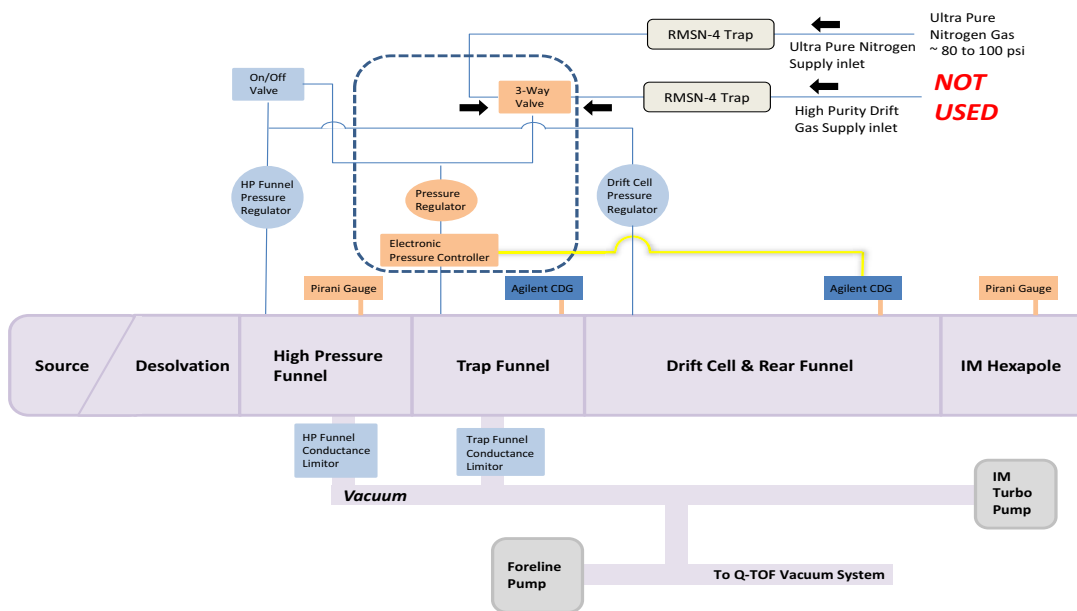 RMSN-4 Trap
Ultra Pure Nitrogen
Supply inlet
Ultra Pure
Nitrogen Gas
~ 80 to 100 psi
On/Off
Valve
3-Way
Valve
RMSN-4 Trap
High Purity Drift
Gas Supply inlet
NOT
USED
HP Funnel
Pressure
Regulator
Pressure
Regulator
Drift Cell
Pressure
Regulator
Electronic
Pressure Controller
Pirani Gauge
Agilent CDG
Agilent CDG
Pirani Gauge
Source
Desolvation
High Pressure
Funnel
Trap Funnel
Drift Cell & Rear Funnel
IM Hexapole
HP Funnel
Conductance
Limitor
Trap Funnel
Conductance
Limitor
Vacuum
IM
Turbo
Pump
Foreline
Pump
To Q-TOF Vacuum System